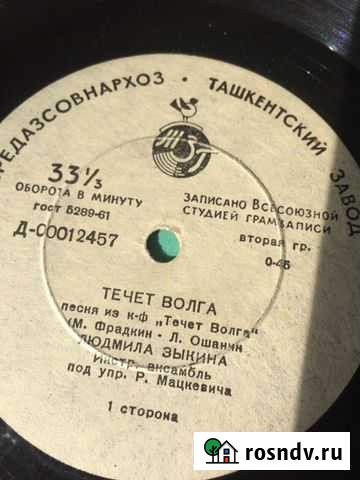 РЕДАЗСОВНАРХОЗ • ТАШКЕНТСКИЙ ЗАВОД
33⅓
ОБОРОТА В МИНУТУ
ГОСТ 5289-61
Д-00012457
ЗАПИСАНО ВСЕСОЮЗНОЙ
СТУДИЕЙ ГРАМЗАПИСИ
вторая гр.
0-45
ТЕЧЕТ ВОЛГА
песня из к-ф „Течет Волга"
(М. Фрадкин - Л. Ошанин)
ЛЮДМИЛА ЗЫКИНА
Инстр. ансамбль
под упр. Р. Мацкевича
1 сторона
rosndv.ru